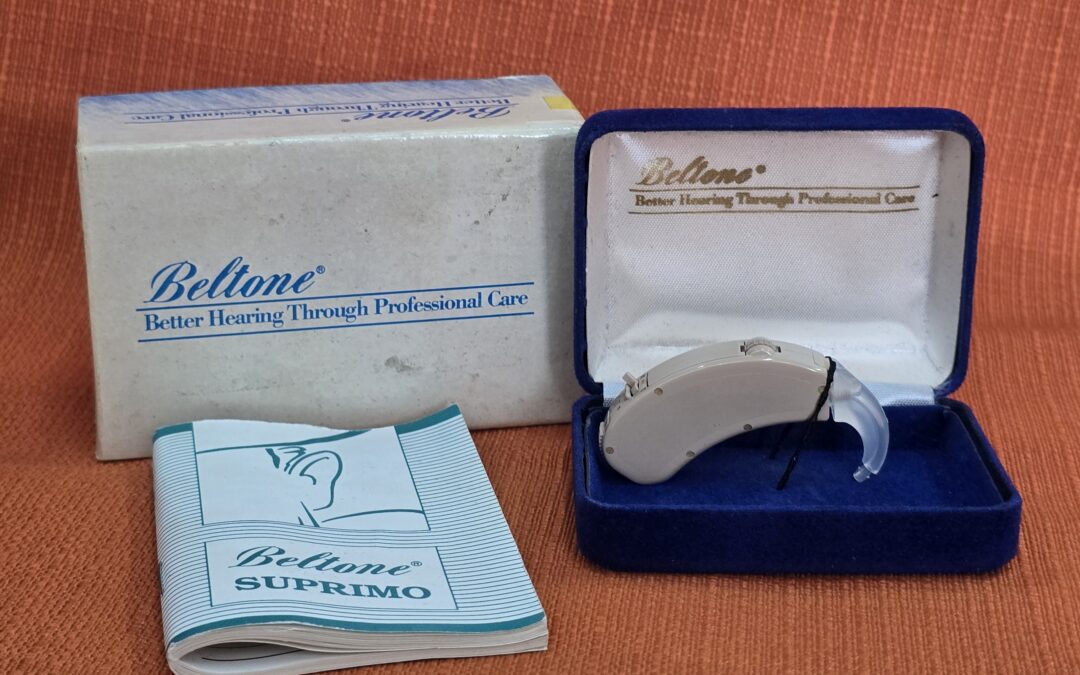 Beltone®
Better Hearing Through Professional Care
Beltone®
Better Hearing Through Professional Care
Beltone®
Better Hearing Through Professional Care
Beltone®
SUPRIMO